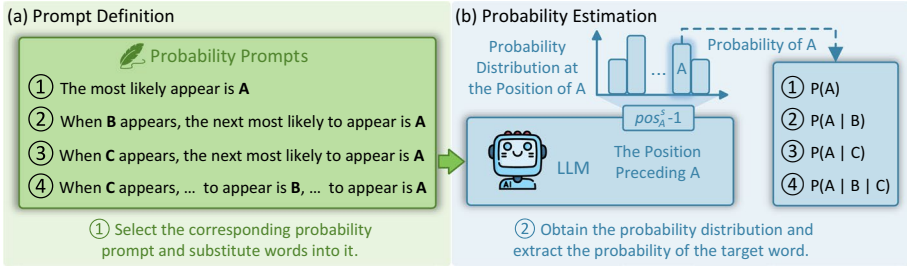 (a) Prompt Definition
Probability Prompts
① The most likely appear is A
② When B appears, the next most likely to appear is A
③ When C appears, the next most likely to appear is A
④ When C appears, ... to appear is B, ... to appear is A
① Select the corresponding probability
prompt and substitute words into it.
(b) Probability Estimation
Probability
Distribution at
the Position of A
... A
Probability of A
pos_A^s-1
AI
LLM
The Position
Preceding A
① P(A)
② P(A | B)
③ P(A | C)
④ P(A | B | C)
② Obtain the probability distribution and
extract the probability of the target word.